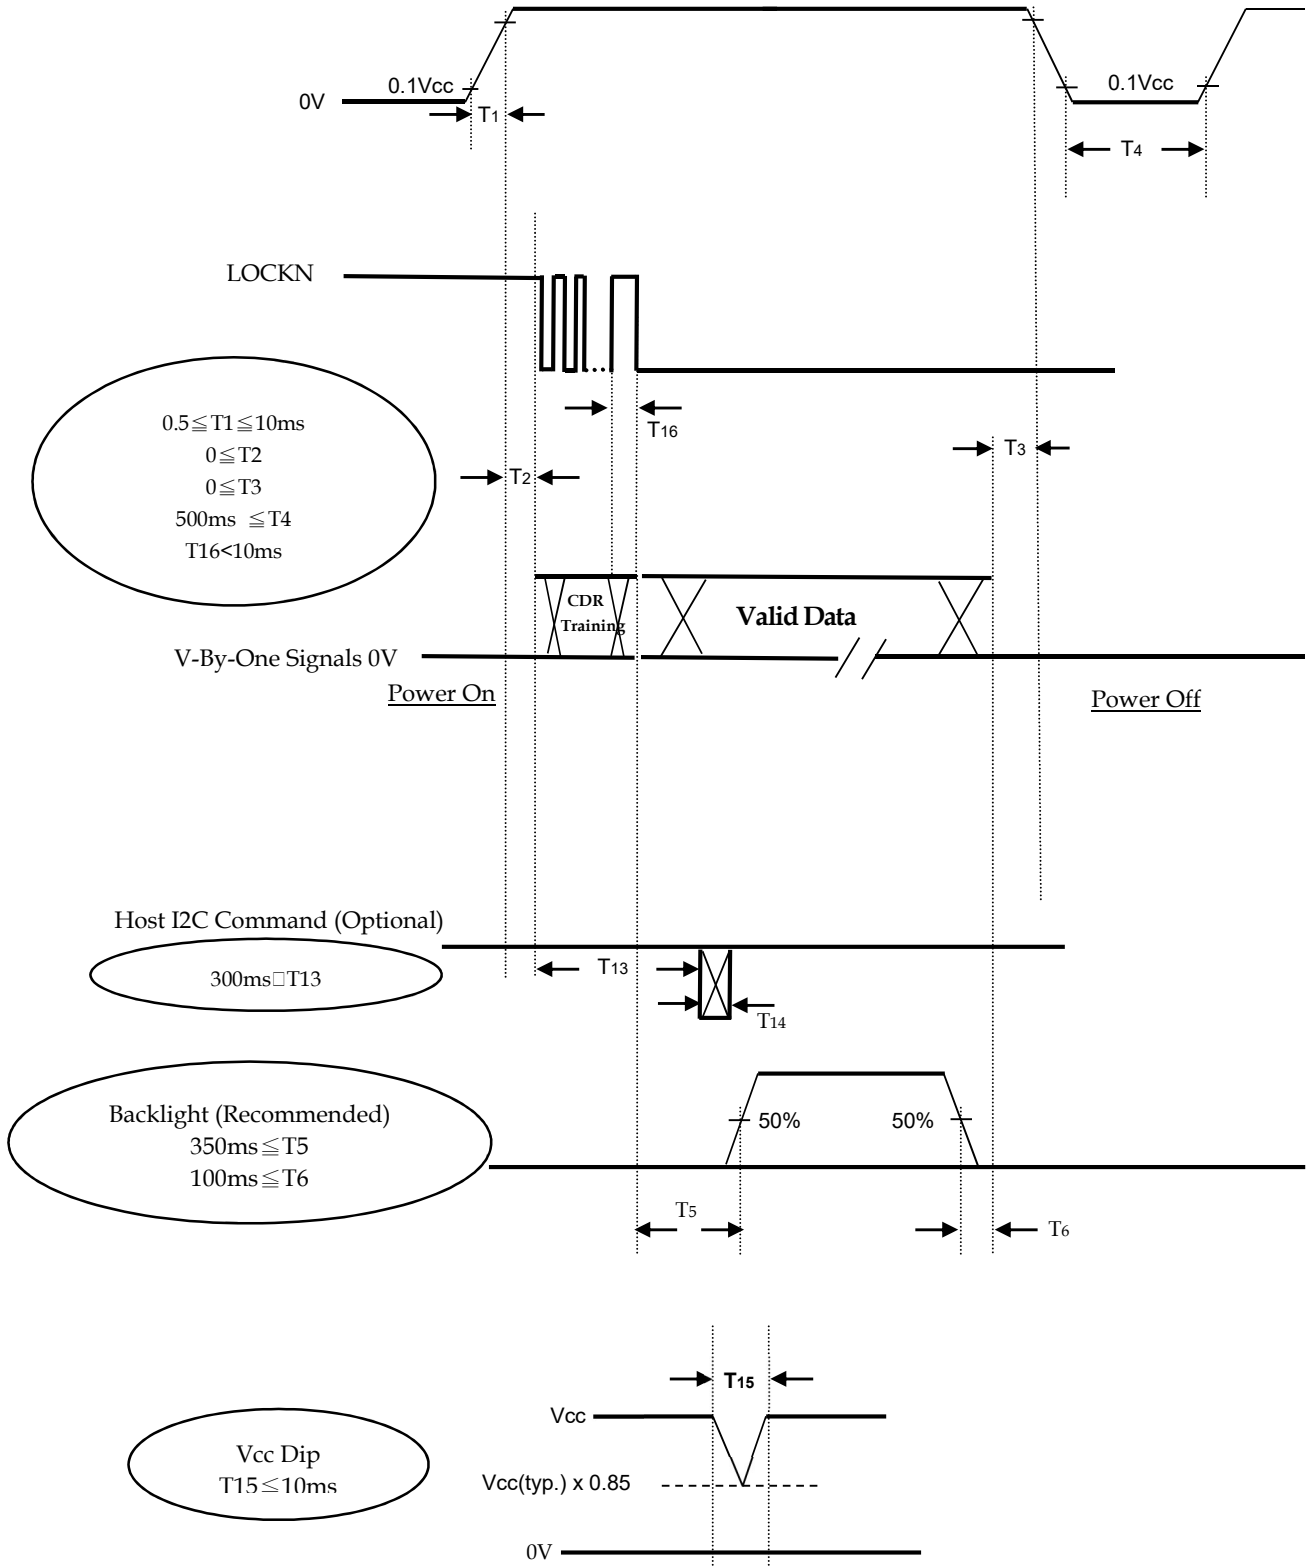 0.1Vcc
0.1Vcc
0V
T1
T4
LOCKN
0.5≦T1≦10ms
0≦T2
0≦T3
500ms ≦T4
T16<10ms
T16
T3
T2
CDR
Training
Valid Data
V-By-One Signals 0V
Power On
Power Off
Host I2C Command (Optional)
300ms□T13
T13
T14
Backlight (Recommended)
350ms≦T5
100ms≦T6
50%
50%
T5
T6
T15
Vcc
Vcc Dip
T15≦10ms
Vcc(typ.) x 0.85
0V